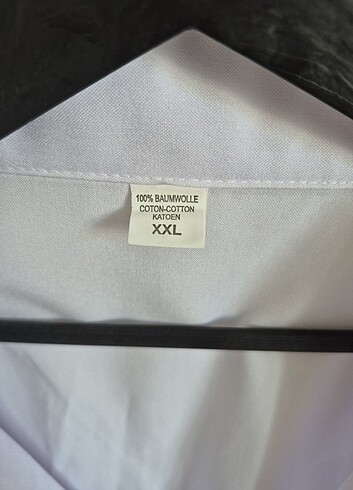 100% BAUMWOLLE
COTON-COTTON
KATOEN
XXL